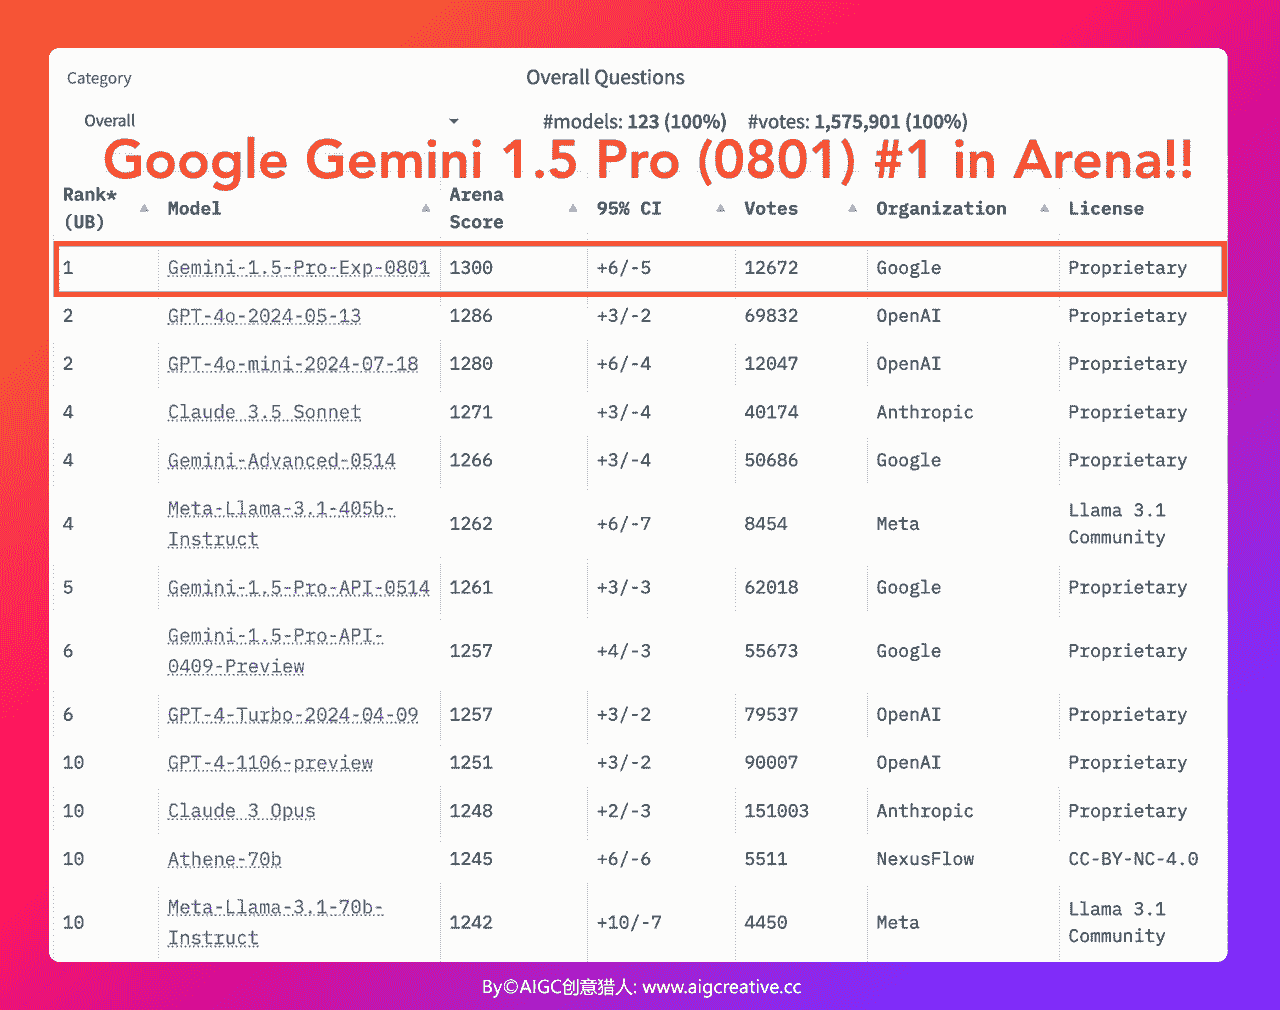 Category
Overall Questions
Overall
#models: 123 (100%) #votes: 1,575,901 (100%)
Google Gemini 1.5 Pro (0801) #1 in Arena!!
Rank* (UB) Model Arena Score 95% CI Votes Organization License
1 Gemini-1.5-Pro-Exp-0801 1300 +6/-5 12672 Google Proprietary
2 GPT-4o-2024-05-13 1286 +3/-2 69832 OpenAI Proprietary
2 GPT-4o-mini-2024-07-18 1280 +6/-4 12047 OpenAI Proprietary
4 Claude 3.5 Sonnet 1271 +3/-4 40174 Anthropic Proprietary
4 Gemini-Advanced-0514 1266 +3/-4 50686 Google Proprietary
4 Meta-Llama-3.1-405b-Instruct 1262 +6/-7 8454 Meta Llama 3.1 Community
5 Gemini-1.5-Pro-API-0514 1261 +3/-3 62018 Google Proprietary
6 Gemini-1.5-Pro-API-0409-Preview 1257 +4/-3 55673 Google Proprietary
6 GPT-4-Turbo-2024-04-09 1257 +3/-2 79537 OpenAI Proprietary
10 GPT-4-1106-preview 1251 +3/-2 90007 OpenAI Proprietary
10 Claude 3 Opus 1248 +2/-3 151003 Anthropic Proprietary
10 Athene-70b 1245 +6/-6 5511 NexusFlow CC-BY-NC-4.0
10 Meta-Llama-3.1-70b-Instruct 1242 +10/-7 4450 Meta Llama 3.1 Community
By©AIGC创意猎人: www.aigcreative.cc